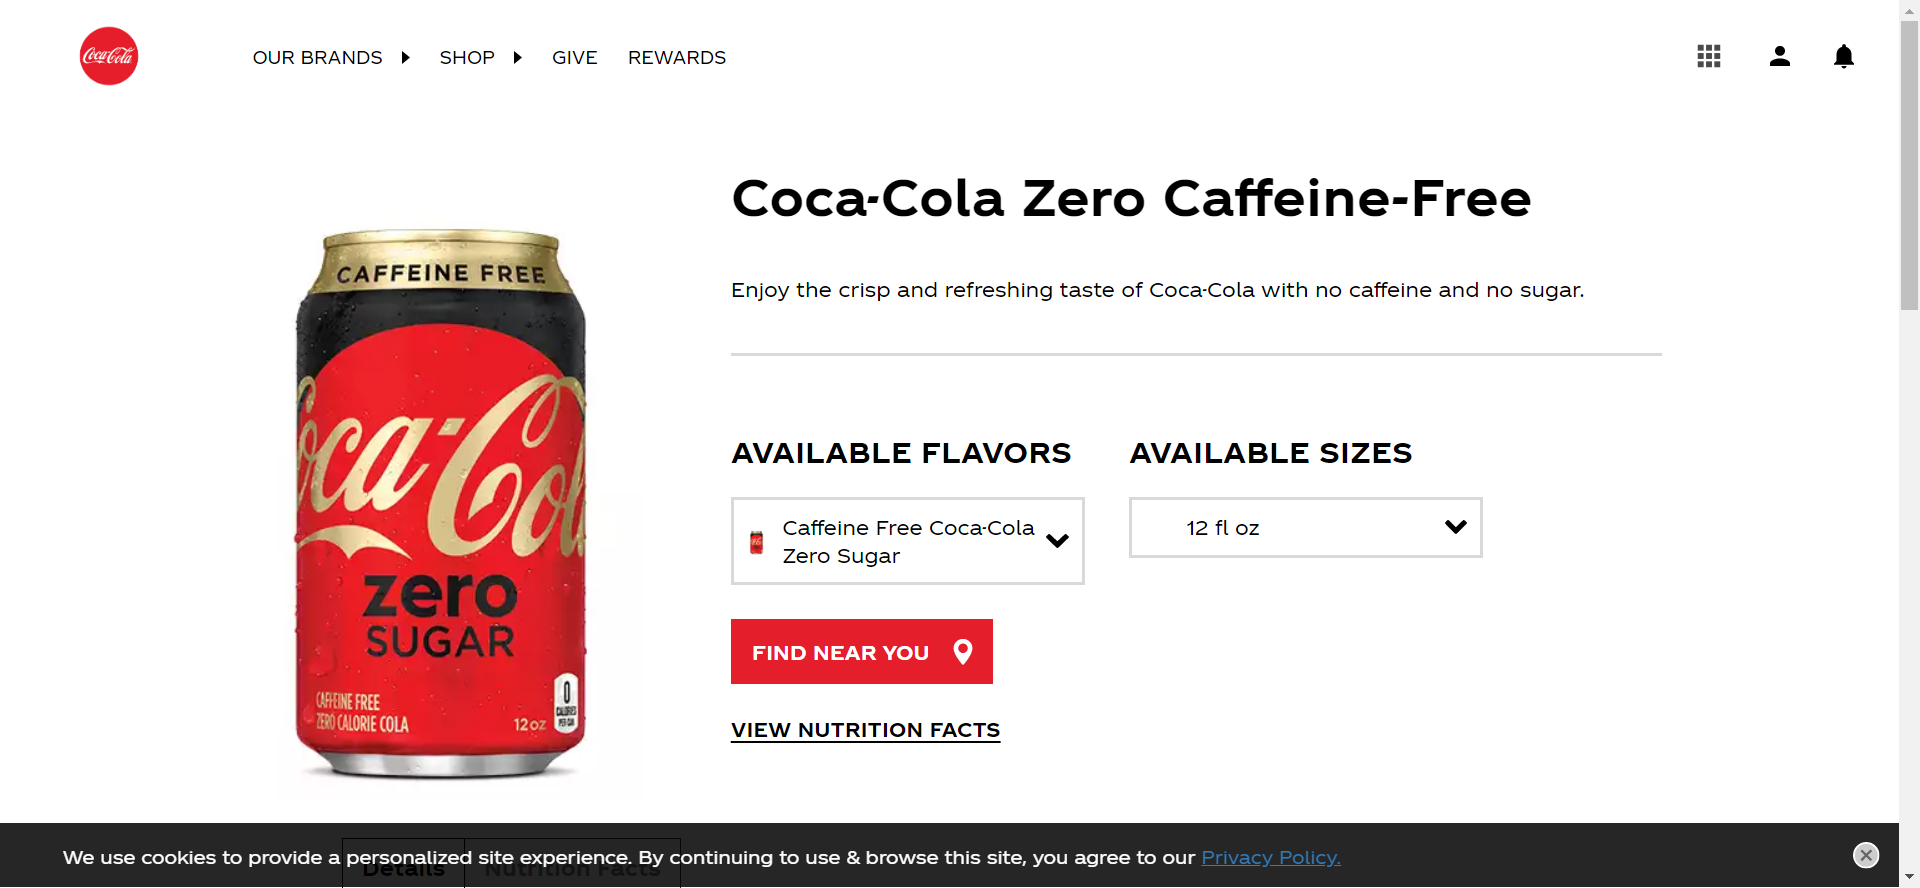 Coca-Cola
OUR BRANDS
SHOP
GIVE
REWARDS
Coca-Cola Zero Caffeine-Free
Enjoy the crisp and refreshing taste of Coca-Cola with no caffeine and no sugar.
CAFFEINE FREE
Coca-Cola
zero
SUGAR
CAFFEINE FREE
ZERO CALORIE COLA
12 oz
0
CALORIES
PER CAN
AVAILABLE FLAVORS
Caffeine Free Coca-Cola
Zero Sugar
AVAILABLE SIZES
12 fl oz
FIND NEAR YOU
VIEW NUTRITION FACTS
Details
Nutrition Facts
We use cookies to provide a personalized site experience. By continuing to use & browse this site, you agree to our Privacy Policy.